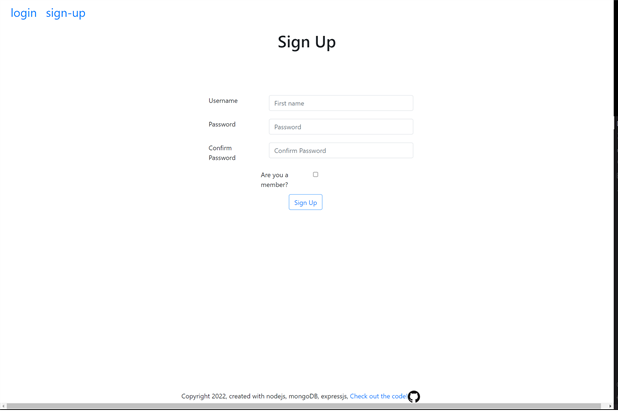 login sign-up
Sign Up
Username First name
Password Password
Confirm
Password Confirm Password
Are you a
member?
Sign Up
Copyright 2022, created with nodejs, mongoDB, expressjs, Check out the code!